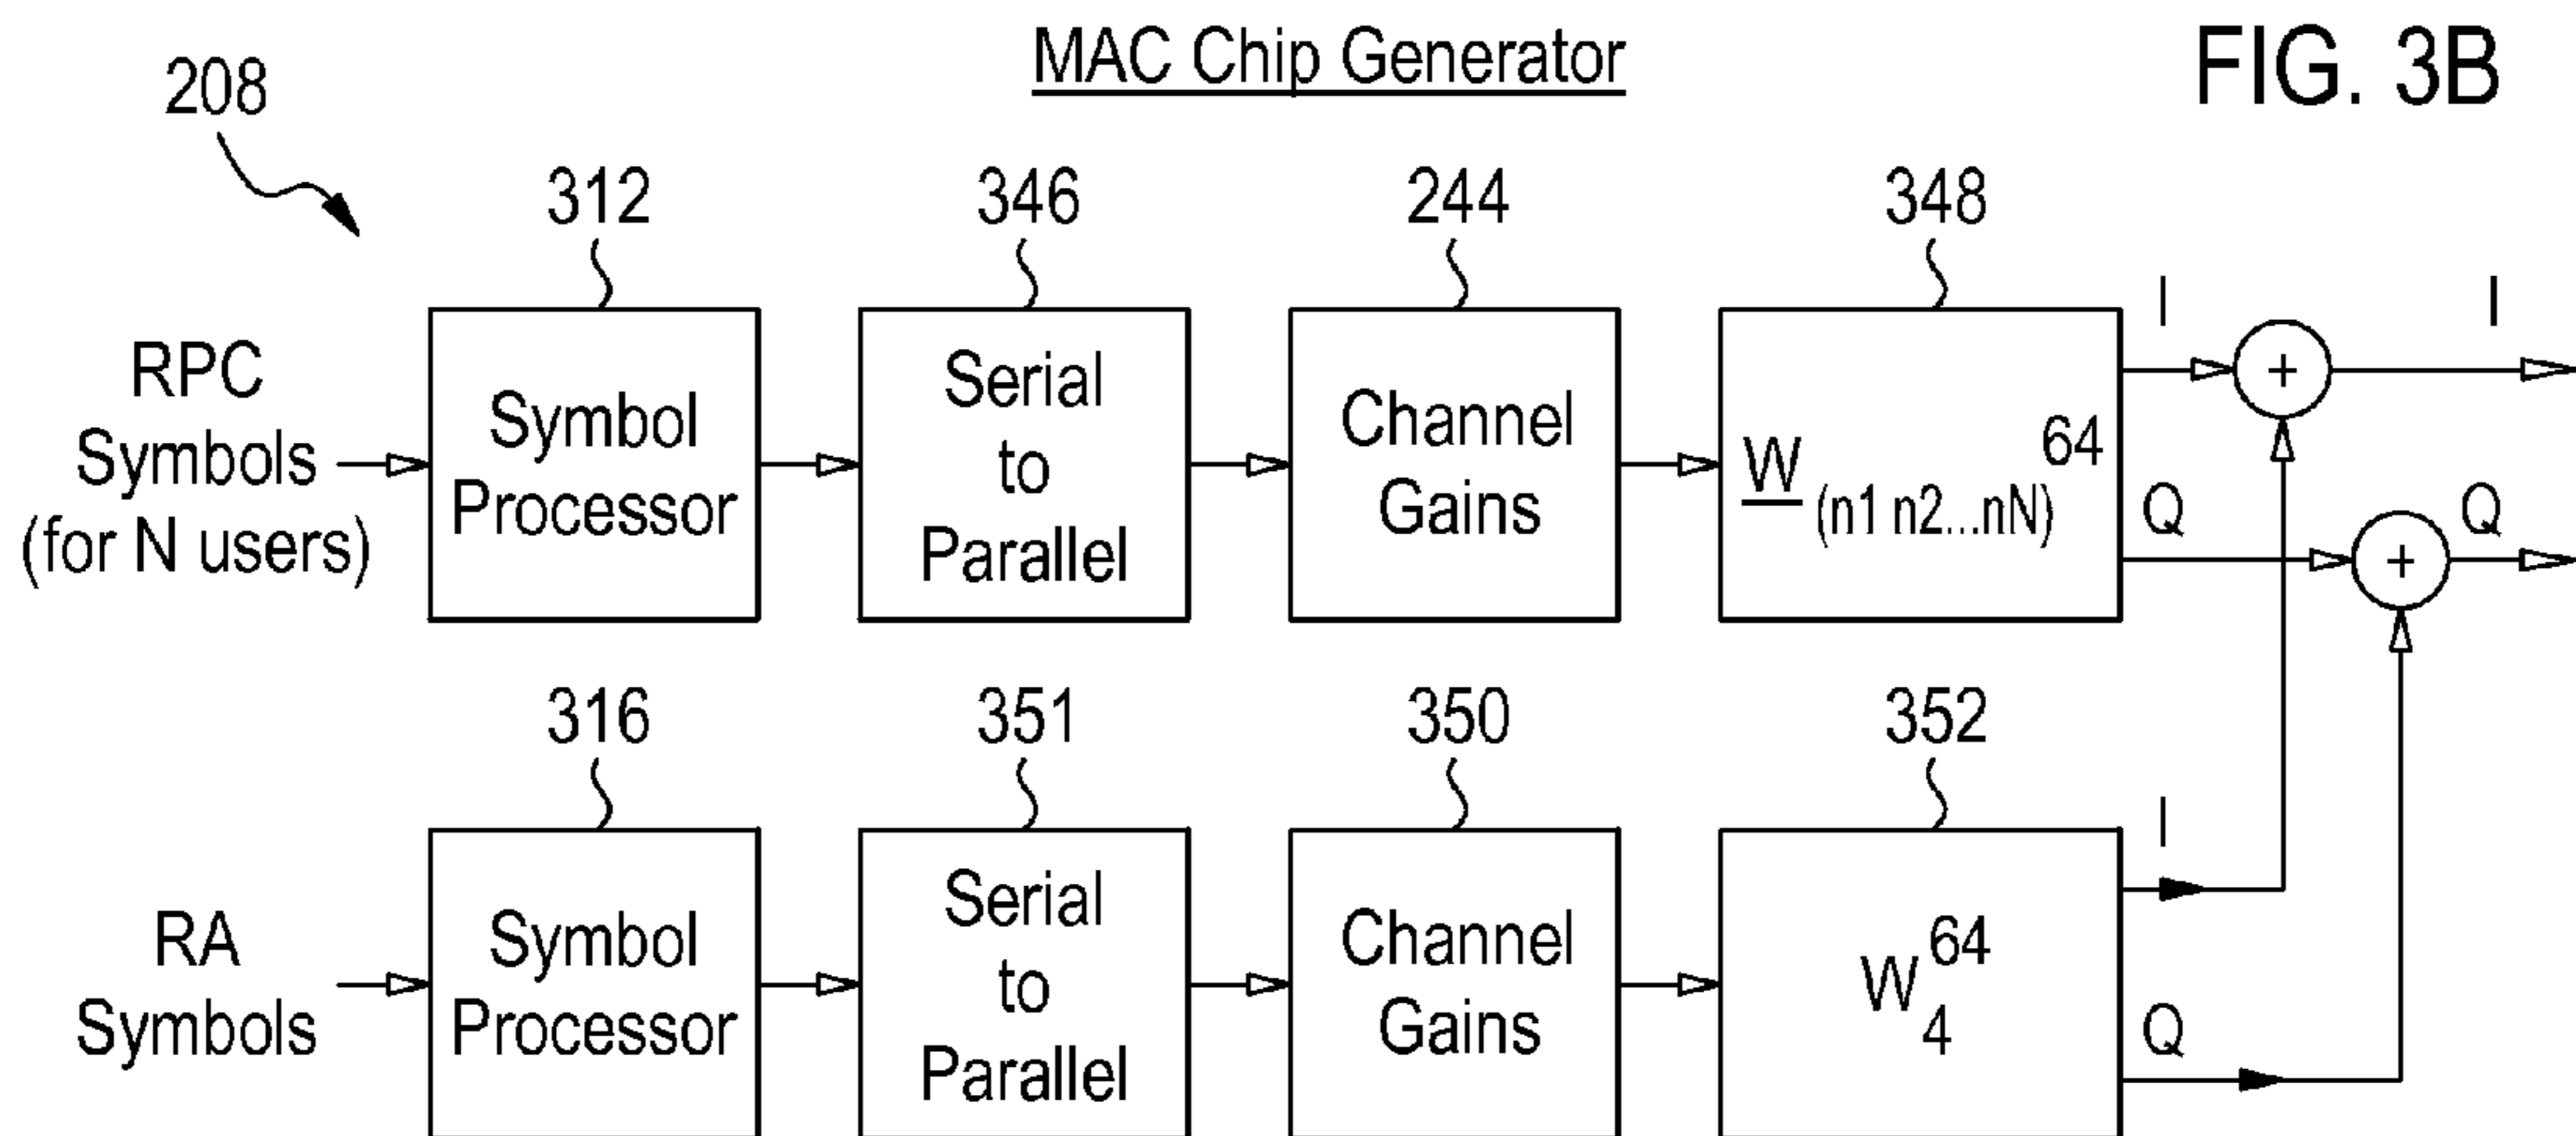 MAC Chip Generator
FIG. 3B
208
312
346
244
348
RPC
Symbols
(for N users)
Symbol
Processor
Serial
to
Parallel
Channel
Gains
W (n1 n2...nN) 64
I
Q
+
+
I
Q
316
351
350
352
RA
Symbols
Symbol
Processor
Serial
to
Parallel
Channel
Gains
W 64 4
I
Q